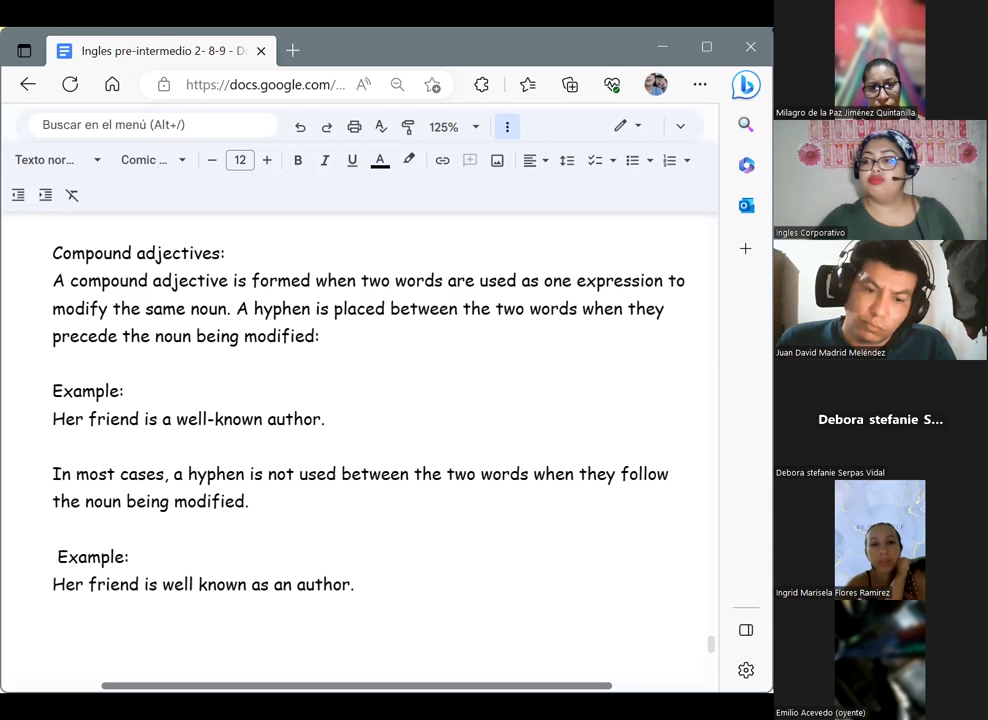 Ingles pre-intermedio 2- 8-9 - D
https://docs.google.com/...
Buscar en el menú (Alt+/)
125%
Texto nor...
Comic ...
12
B
I
U
A
Compound adjectives:
A compound adjective is formed when two words are used as one expression to
modify the same noun. A hyphen is placed between the two words when they
precede the noun being modified:
Example:
Her friend is a well-known author.
In most cases, a hyphen is not used between the two words when they follow
the noun being modified.
Example:
Her friend is well known as an author.
Milagro de la Paz Jiménez Quintanilla
Ingles Corporativo
Juan David Madrid Meléndez
Debora stefanie S...
Debora stefanie Serpas Vidal
Ingrid Marisela Flores Ramirez
Emilio Acevedo (oyente)